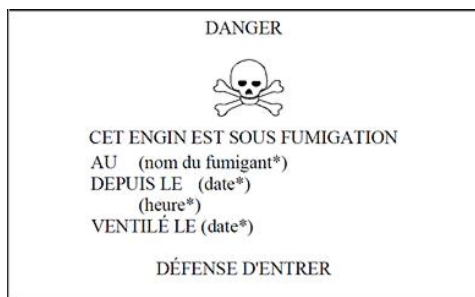 DANGER
CET ENGIN EST SOUS FUMIGATION
AU (nom du fumigant*)
DEPUIS LE (date*)
(heure*)
VENTILÉ LE (date*)
DÉFENSE D'ENTRER